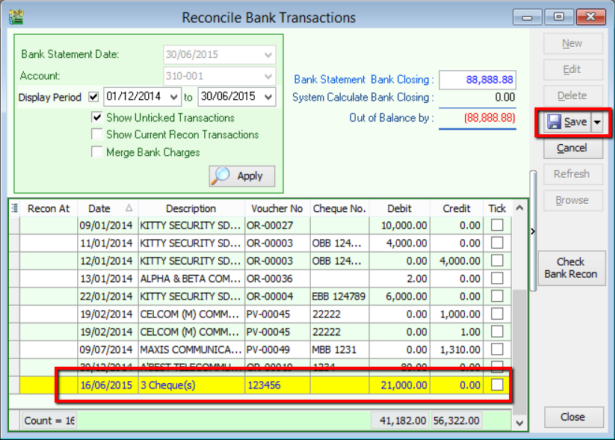 Reconcile Bank Transactions
Bank Statement Date: 30/06/2015
Account: 310-001
Display Period 01/12/2014 to 30/06/2015
Show Unticked Transactions
Show Current Recon Transactions
Merge Bank Charges
Apply
Bank Statement Bank Closing : 88,888.88
System Calculate Bank Closing : 0.00
Out of Balance by : (88,888.88)
New
Edit
Delete
Save
Cancel
Refresh
Browse
Check
Bank Recon
Close
Recon At Date Description Voucher No Cheque No. Debit Credit Tick
09/01/2014 KITTY SECURITY SD... OR-00027 10,000.00 0.00
11/01/2014 KITTY SECURITY SD... OR-00003 OBB 124... 4,000.00 0.00
12/01/2014 KITTY SECURITY SD... OR-00003 OBB 124... 0.00 4,000.00
13/01/2014 ALPHA & BETA COM... OR-00036 2.00 0.00
22/01/2014 KITTY SECURITY SD... OR-00004 EBB 124789 6,000.00 0.00
19/02/2014 CELCOM (M) COMM... PV-00045 22222 0.00 1,000.00
19/02/2014 CELCOM (M) COMM... PV-00045 22222 0.00 1.00
09/07/2014 MAXIS COMMUNICA... PV-00049 MBB 1231 0.00 1,310.00
16/06/2015 3 Cheque(s) 123456 21,000.00 0.00
Count = 16 41,182.00 56,322.00